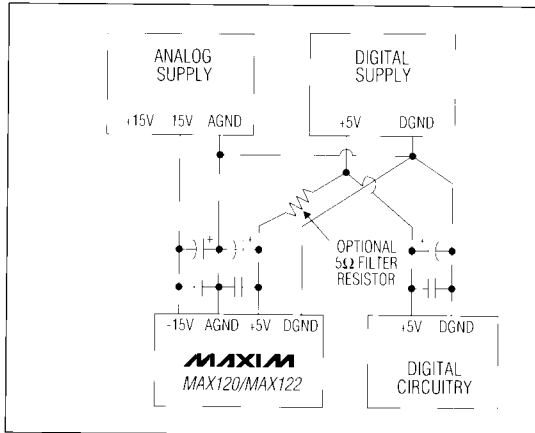 ANALOG
SUPPLY
DIGITAL
SUPPLY
+15V 15V AGND
+5V DGND
+ + +
OPTIONAL
5Ω FILTER
RESISTOR
-15V AGND +5V DGND
+5V DGND
MAXIM
MAX120/MAX122
DIGITAL
CIRCUITRY